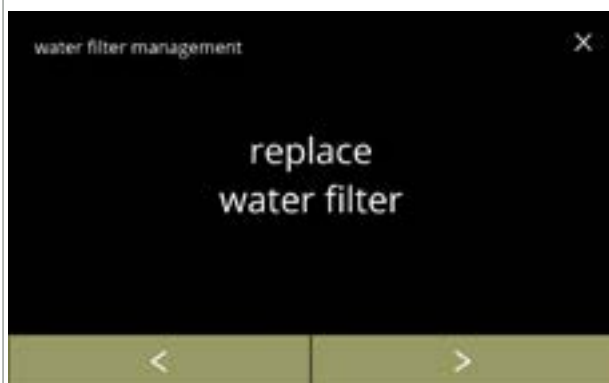 water filter management
replace
water filter
< >